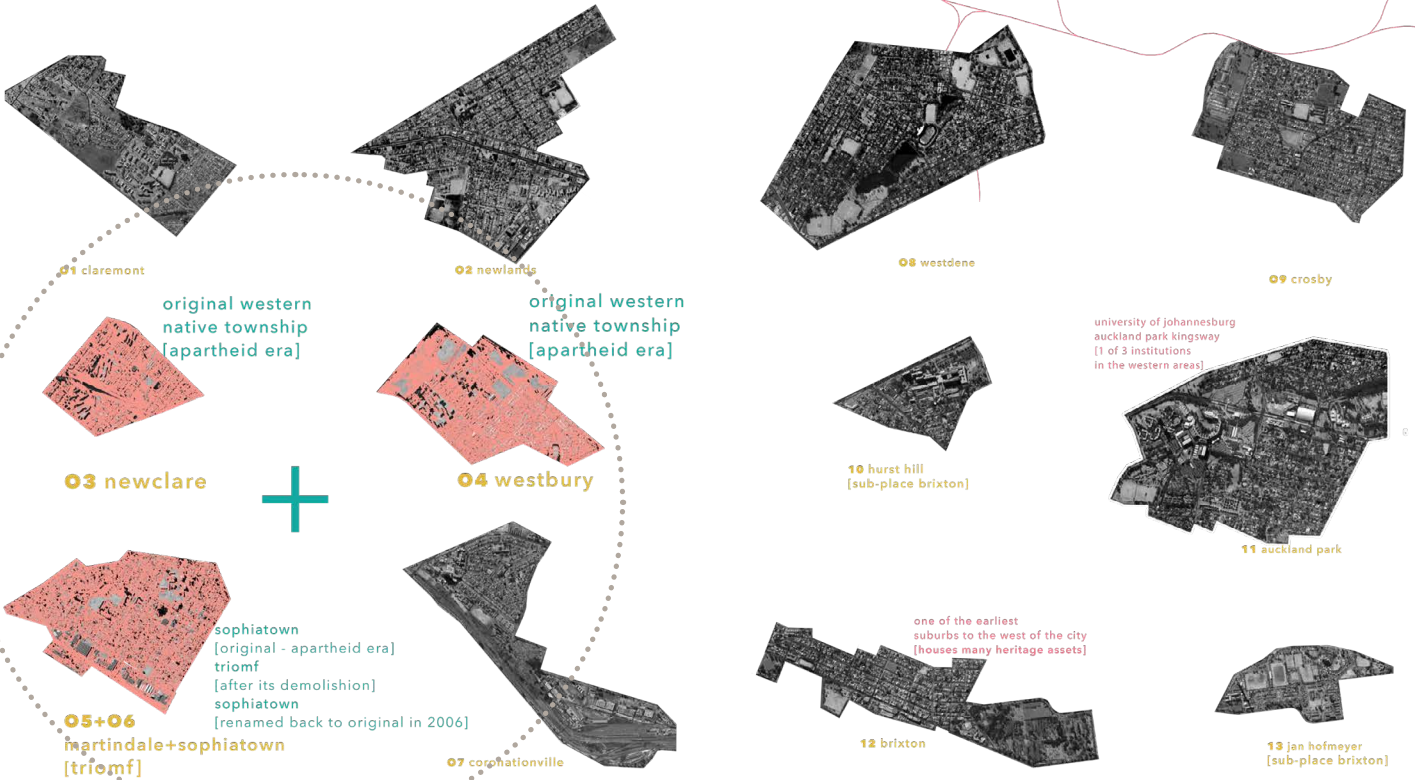 01 claremont
02 newlands
original western
native township
[apartheid era]
original western
native township
[apartheid era]
03 newclare
04 westbury
sophiatown
[original - apartheid era]
triomf
[after its demolishion]
sophiatown
[renamed back to original in 2006]
05+06
martindale+sophiatown
[triomf]
07 coronationville
08 westdene
09 crosby
university of johannesburg
auckland park kingsway
[1 of 3 institutions
in the western areas]
10 hurst hill
[sub-place brixton]
11 auckland park
one of the earliest
suburbs to the west of the city
[houses many heritage assets]
12 brixton
13 jan hofmeyer
[sub-place brixton]